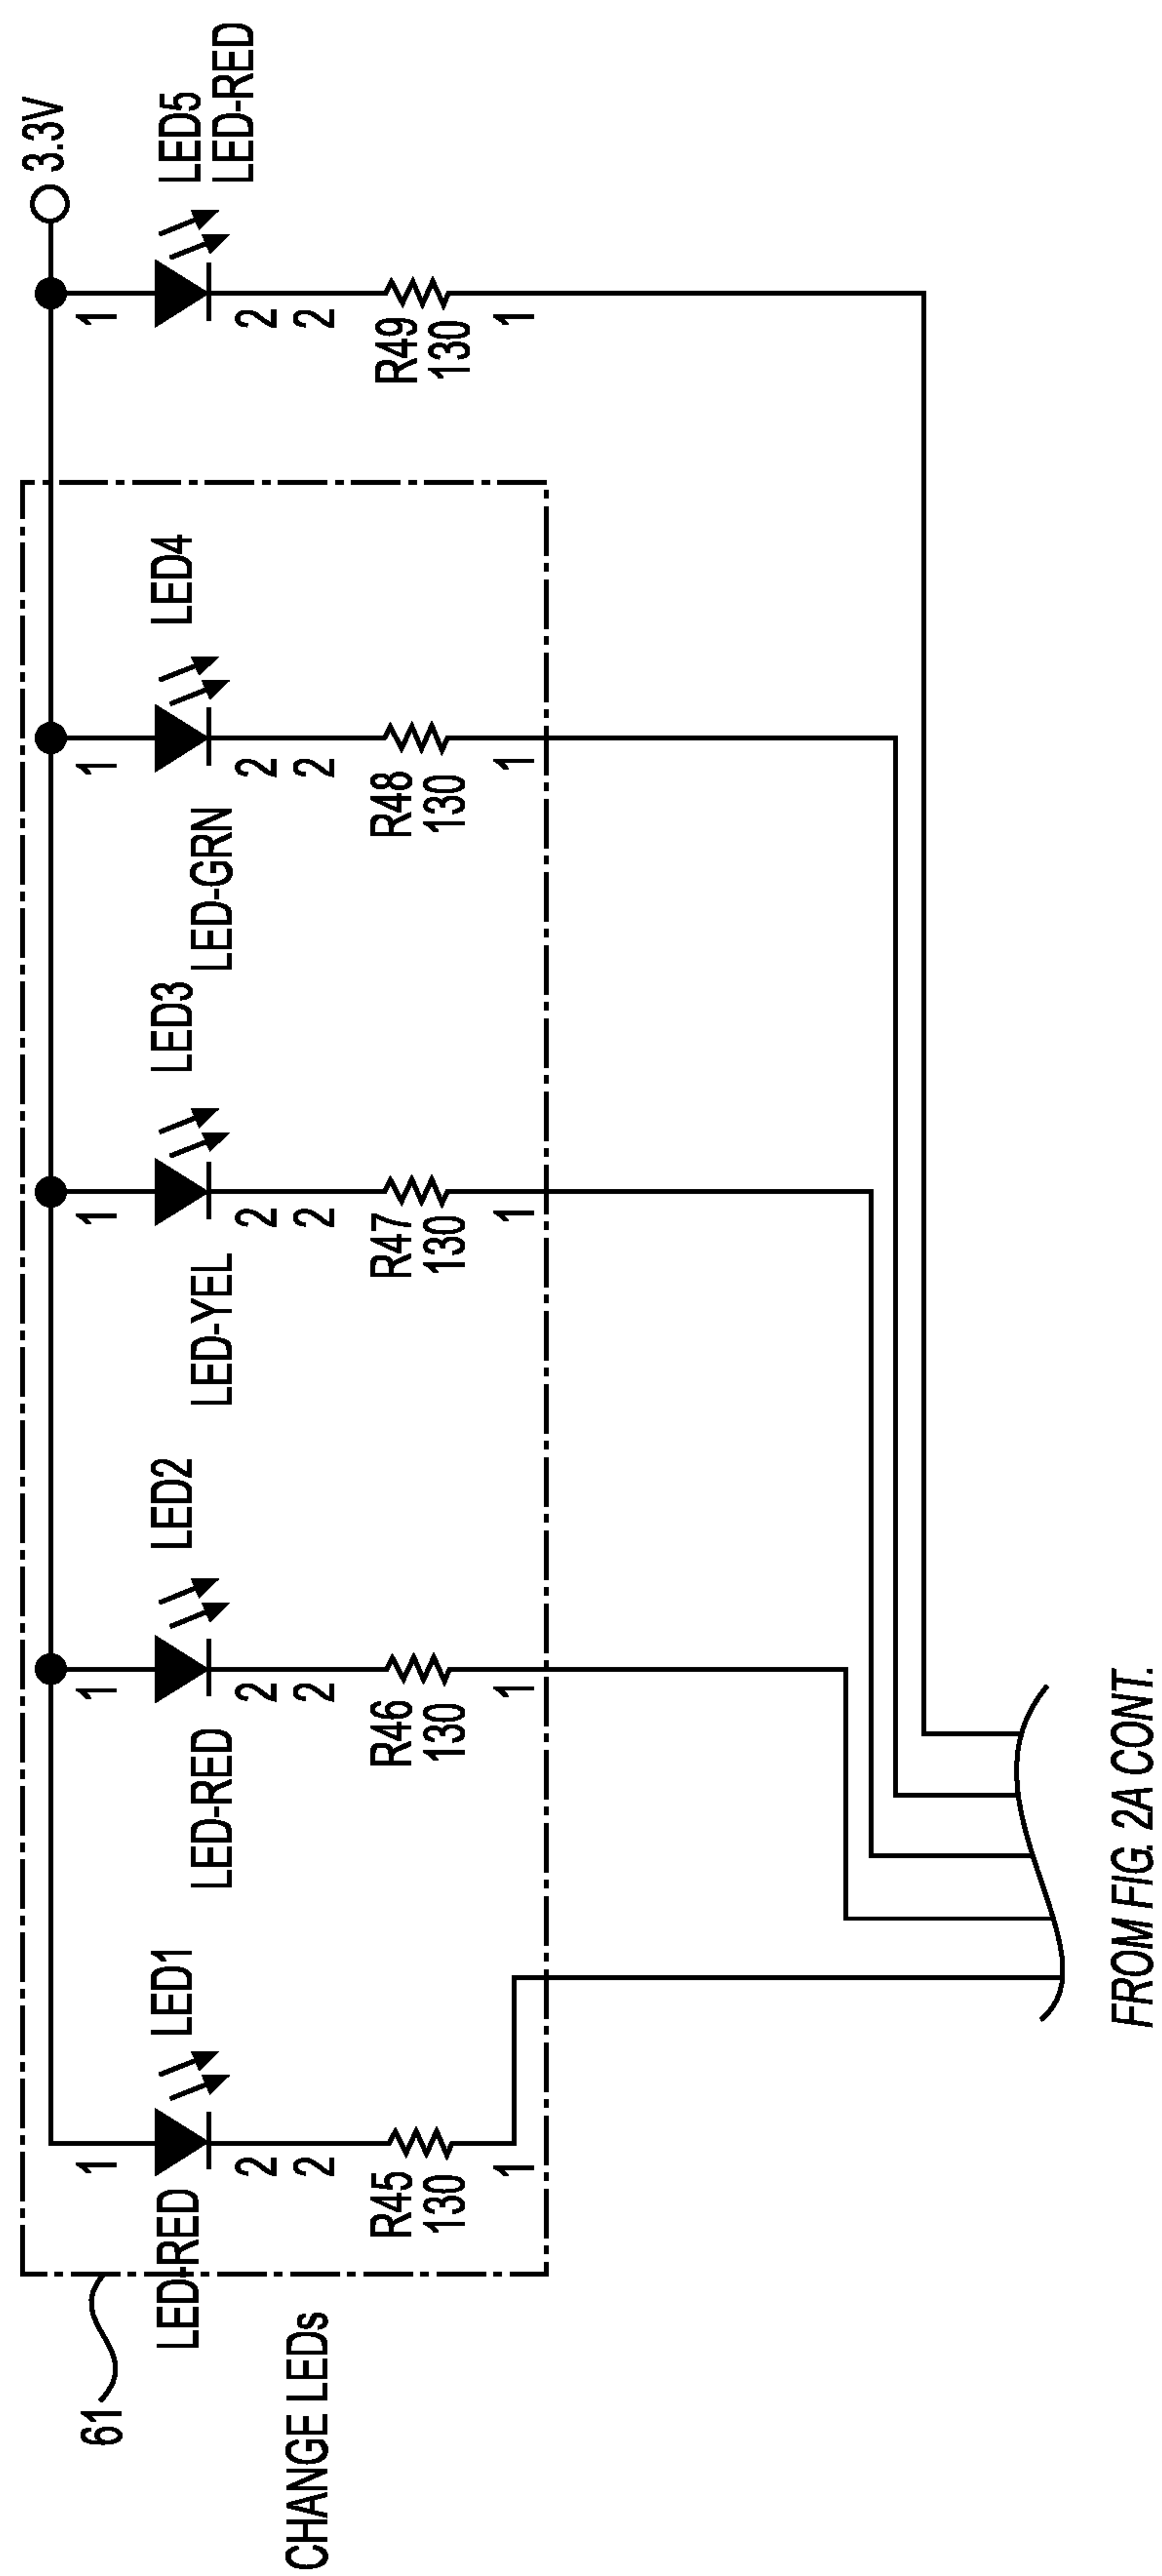 3.3V
61
CHANGE LEDs
LED-RED
LED1
1
2
2
R45
130
1
LED-RED
LED2
1
2
2
R46
130
1
LED-YEL
LED3
1
2
2
R47
130
1
LED-GRN
LED4
1
2
2
R48
130
1
LED5
LED-RED
1
2
2
R49
130
1
FROM FIG. 2A CONT.